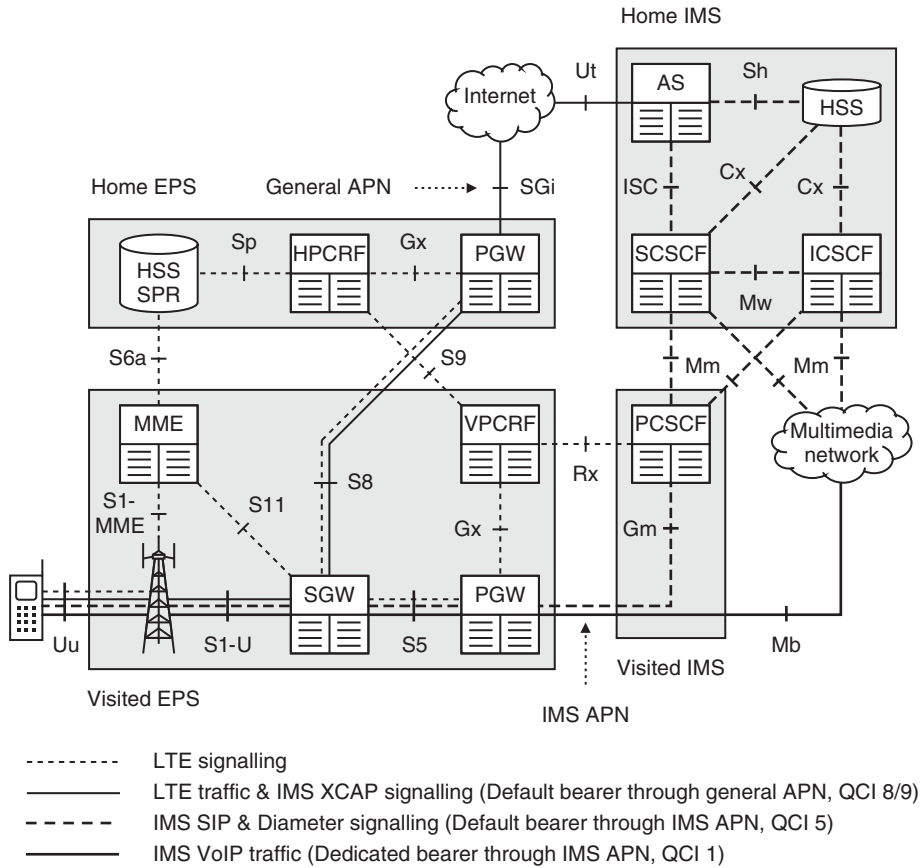 Home IMS
Ut
AS
Sh
HSS
Internet
Home EPS
General APN
SGi
ISC
Cx
Cx
HSS
SPR
Sp
HPCRF
Gx
PGW
SCSCF
Mw
ICSCF
S6a
S9
Mm
Mm
MME
VPCRF
Rx
PCSCF
Multimedia
network
S1-
MME
S11
S8
Gx
Gm
SGW
PGW
Uu
S1-U
S5
Mb
Visited EPS
Visited IMS
IMS APN
LTE signalling
LTE traffic & IMS XCAP signalling (Default bearer through general APN, QCI 8/9)
IMS SIP & Diameter signalling (Default bearer through IMS APN, QCI 5)
IMS VoIP traffic (Dedicated bearer through IMS APN, QCI 1)